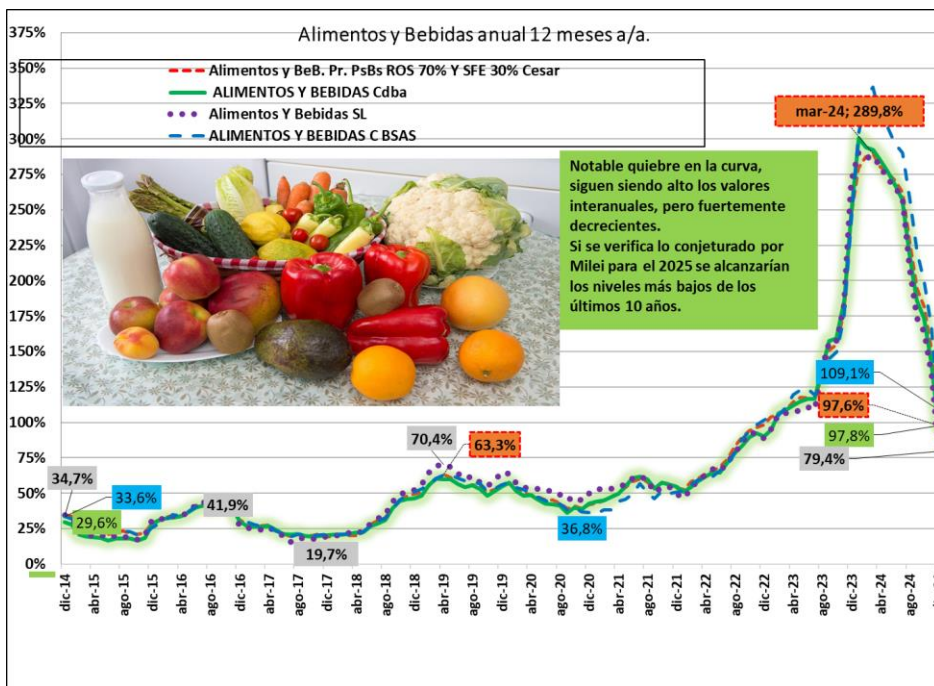 Alimentos y Bebidas anual 12 meses a/a.
375%
350%
325%
300%
275%
250%
225%
200%
175%
150%
125%
100%
75%
50%
25%
0%
Alimentos y BeB. Pr. PsBs ROS 70% Y SFE 30% Cesar
ALIMENTOS Y BEBIDAS Cdba
Alimentos y Bebidas SL
ALIMENTOS Y BEBIDAS C BSAS
mar-24; 289,8%
Notable quiebre en la curva,
siguen siendo alto los valores
interanuales, pero fuertemente
decrecientes.
Si se verifica lo conjeturado por
Milei para el 2025 se alcanzarían
los niveles más bajos de los
últimos 10 años.
109,1%
97,6%
97,8%
79,4%
70,4%
63,3%
34,7%
33,6%
29,6%
41,9%
19,7%
36,8%
dic-14
abr-15
ago-15
dic-15
abr-16
ago-16
dic-16
abr-17
ago-17
dic-17
abr-18
ago-18
dic-18
abr-19
ago-19
dic-19
abr-20
ago-20
dic-20
abr-21
ago-21
dic-21
abr-22
ago-22
dic-22
abr-23
ago-23
dic-23
abr-24
ago-24